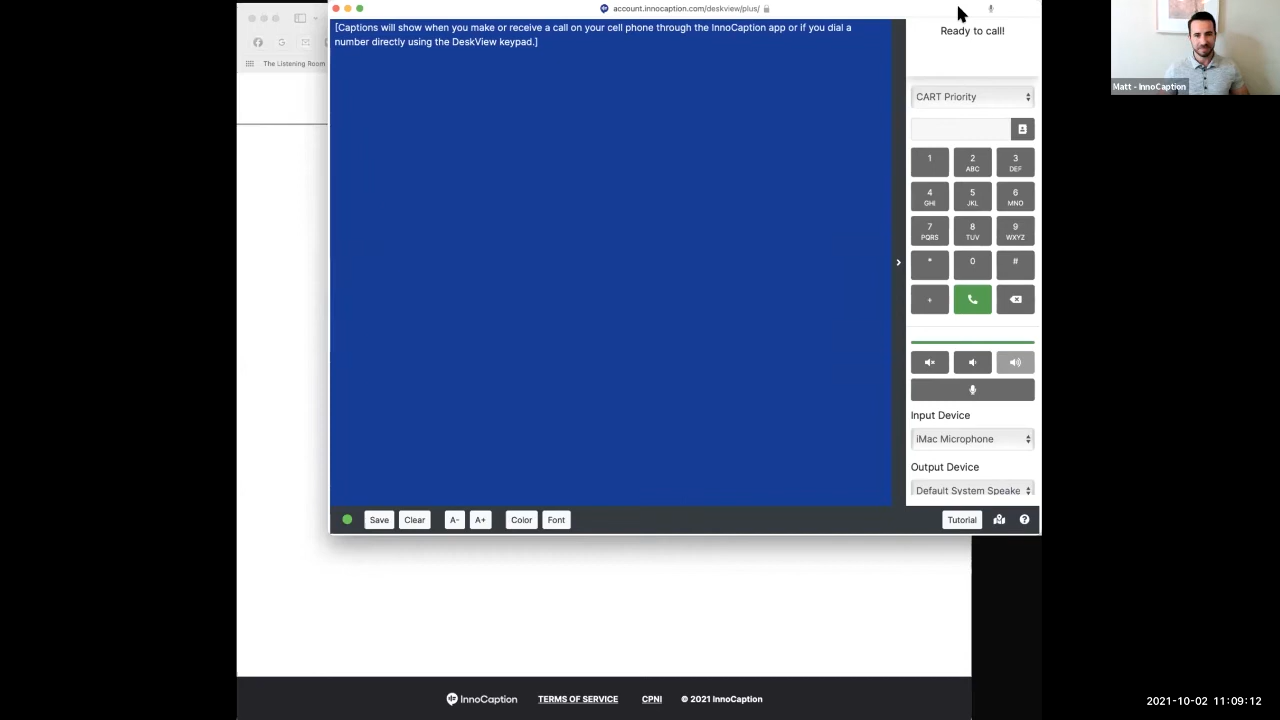 account.innocaption.com/deskview/plus/
The Listening Room
[Captions will show when you make or receive a call on your cell phone through the InnoCaption app or if you dial a
number directly using the DeskView keypad.]
Ready to call!
CART Priority
1
2
ABC
3
DEF
4
GHI
5
JKL
6
MNO
7
PQRS
8
TUV
9
WXYZ
*
0
#
+
Input Device
iMac Microphone
Output Device
Default System Speake
Save
Clear
A-
A+
Color
Font
Tutorial
?
InnoCaption
TERMS OF SERVICE
CPNI
© 2021 InnoCaption
Matt - InnoCaption
2021-10-02 11:09:12